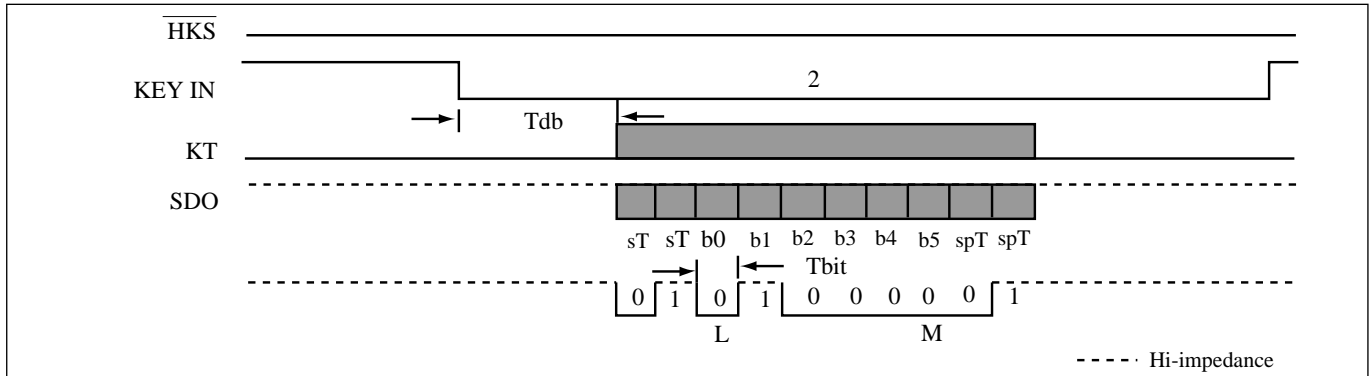 HKS
KEY IN 2
Tdb
KT
SDO
sT sT b0 b1 b2 b3 b4 b5 spT spT
Tbit
0 1 0 1 0 0 0 0 0 1
L M
Hi-impedance